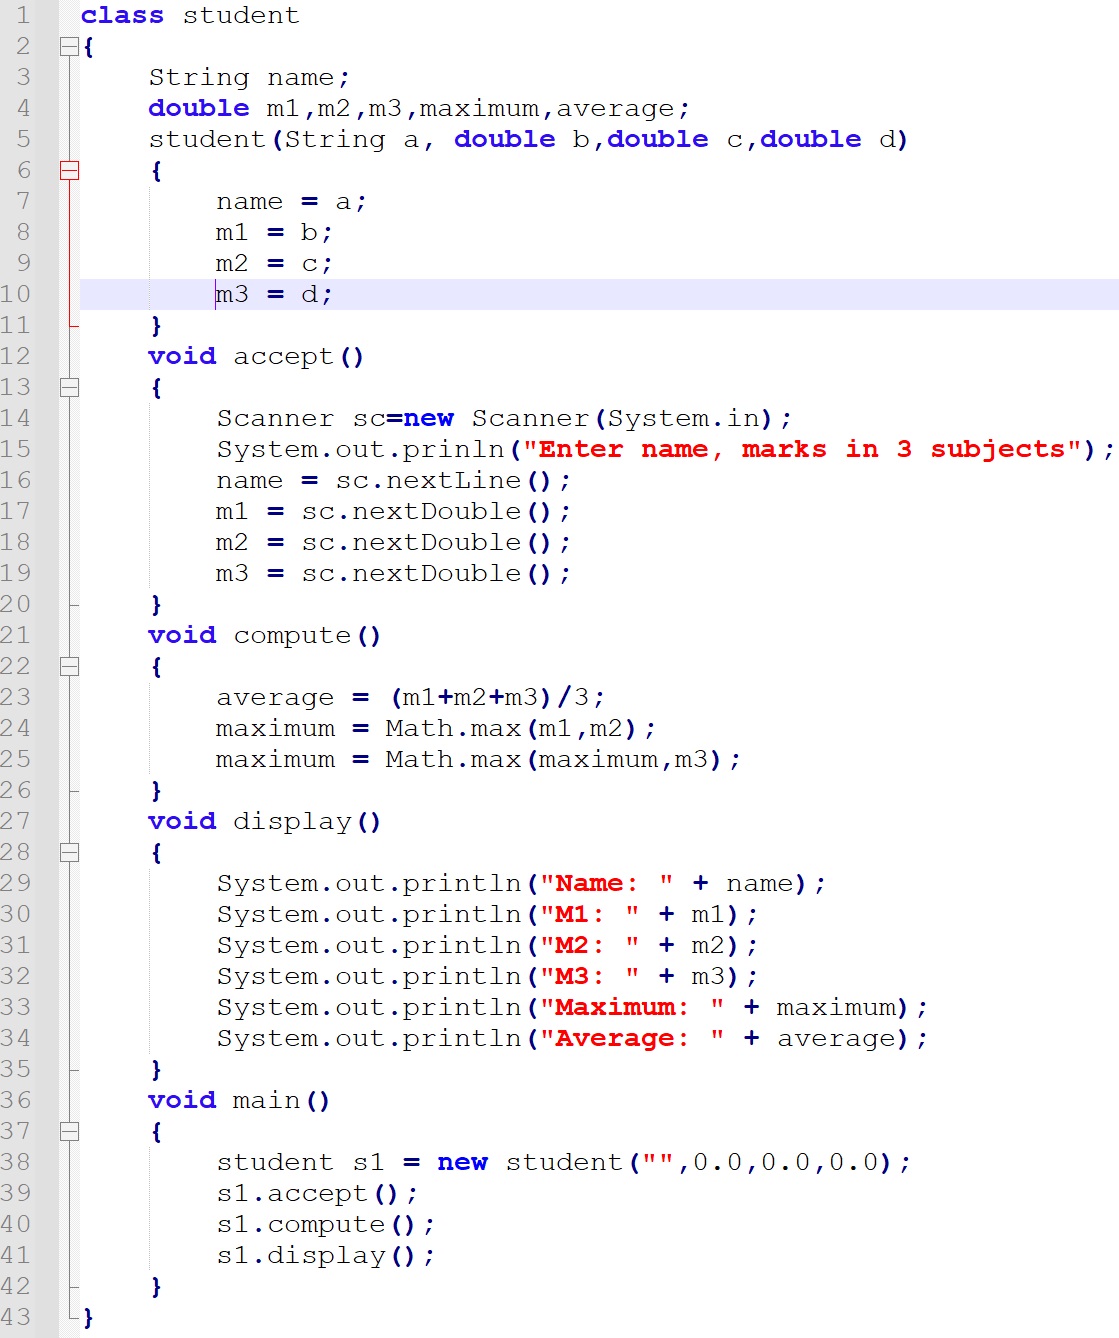 1 class student
2 {
3 String name;
4 double m1,m2,m3,maximum,average;
5 student(String a, double b,double c,double d)
6 {
7 name = a;
8 m1 = b;
9 m2 = c;
10 m3 = d;
11 }
12 void accept()
13 {
14 Scanner sc=new Scanner(System.in);
15 System.out.prinln("Enter name, marks in 3 subjects");
16 name = sc.nextLine();
17 m1 = sc.nextDouble();
18 m2 = sc.nextDouble();
19 m3 = sc.nextDouble();
20 }
21 void compute()
22 {
23 average = (m1+m2+m3)/3;
24 maximum = Math.max(m1,m2);
25 maximum = Math.max(maximum,m3);
26 }
27 void display()
28 {
29 System.out.println("Name: " + name);
30 System.out.println("M1: " + m1);
31 System.out.println("M2: " + m2);
32 System.out.println("M3: " + m3);
33 System.out.println("Maximum: " + maximum);
34 System.out.println("Average: " + average);
35 }
36 void main()
37 {
38 student s1 = new student("",0.0,0.0,0.0);
39 s1.accept();
40 s1.compute();
41 s1.display();
42 }
43 }